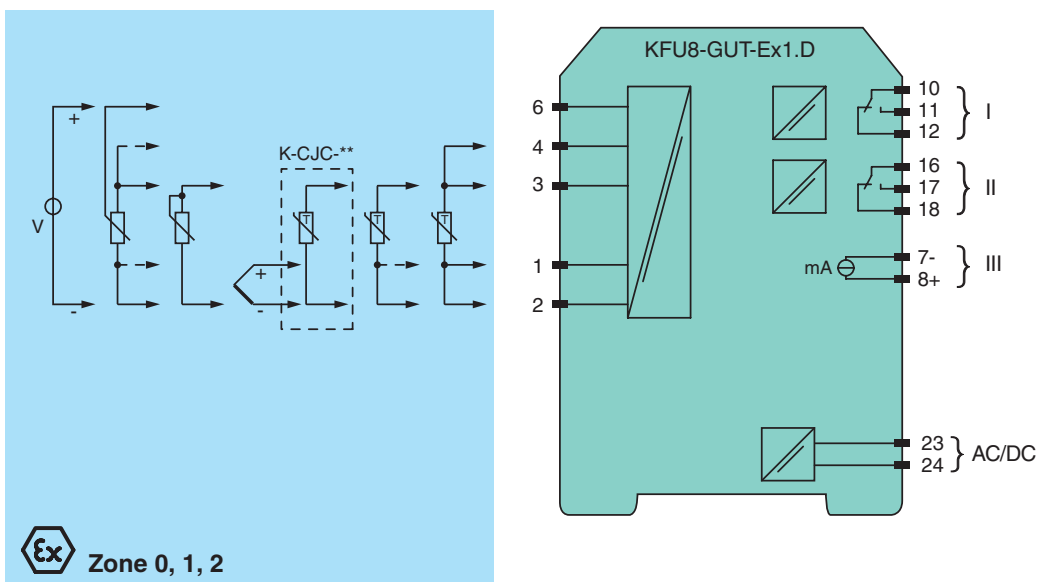 +
V
-
K-CJC-**
T
T
T
+
-
Ex
Zone 0, 1, 2
KFU8-GUT-Ex1.D
6
4
3
1
2
10
11
12
I
16
17
18
II
mA
7-
8+
III
23
24
AC/DC